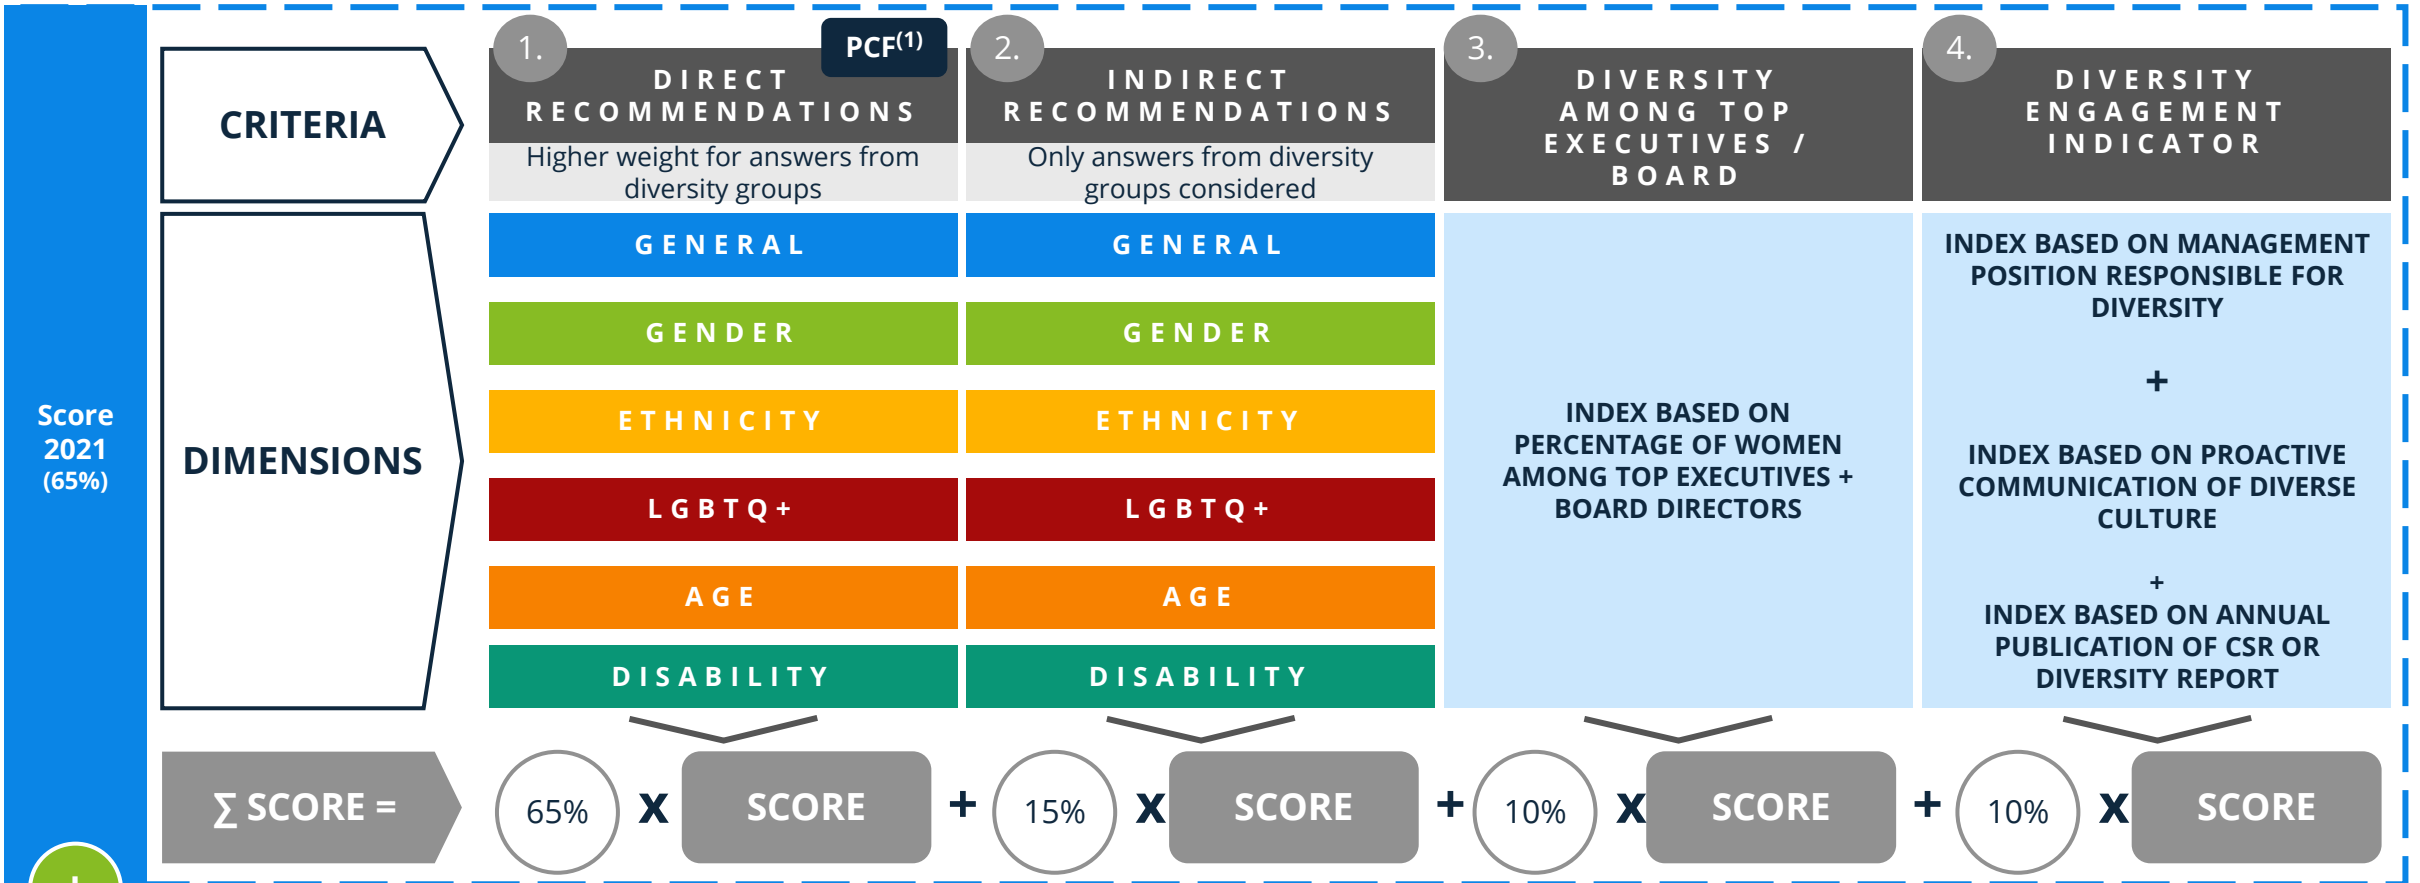 Score
2021
(65%)
CRITERIA
1.
DIRECT
RECOMMENDATIONS
PCF(1)
Higher weight for answers from
diversity groups
2.
INDIRECT
RECOMMENDATIONS
Only answers from diversity
groups considered
3.
DIVERSITY
AMONG TOP
EXECUTIVES /
BOARD
4.
DIVERSITY
ENGAGEMENT
INDICATOR
DIMENSIONS
GENERAL
GENDER
ETHNICITY
LGBTQ+
AGE
DISABILITY
GENERAL
GENDER
ETHNICITY
LGBTQ+
AGE
DISABILITY
INDEX BASED ON
PERCENTAGE OF WOMEN
AMONG TOP EXECUTIVES +
BOARD DIRECTORS
INDEX BASED ON MANAGEMENT
POSITION RESPONSIBLE FOR
DIVERSITY
+
INDEX BASED ON PROACTIVE
COMMUNICATION OF DIVERSE
CULTURE
+
INDEX BASED ON ANNUAL
PUBLICATION OF CSR OR
DIVERSITY REPORT
∑ SCORE = 65% x SCORE + 15% x SCORE + 10% x SCORE + 10% x SCORE